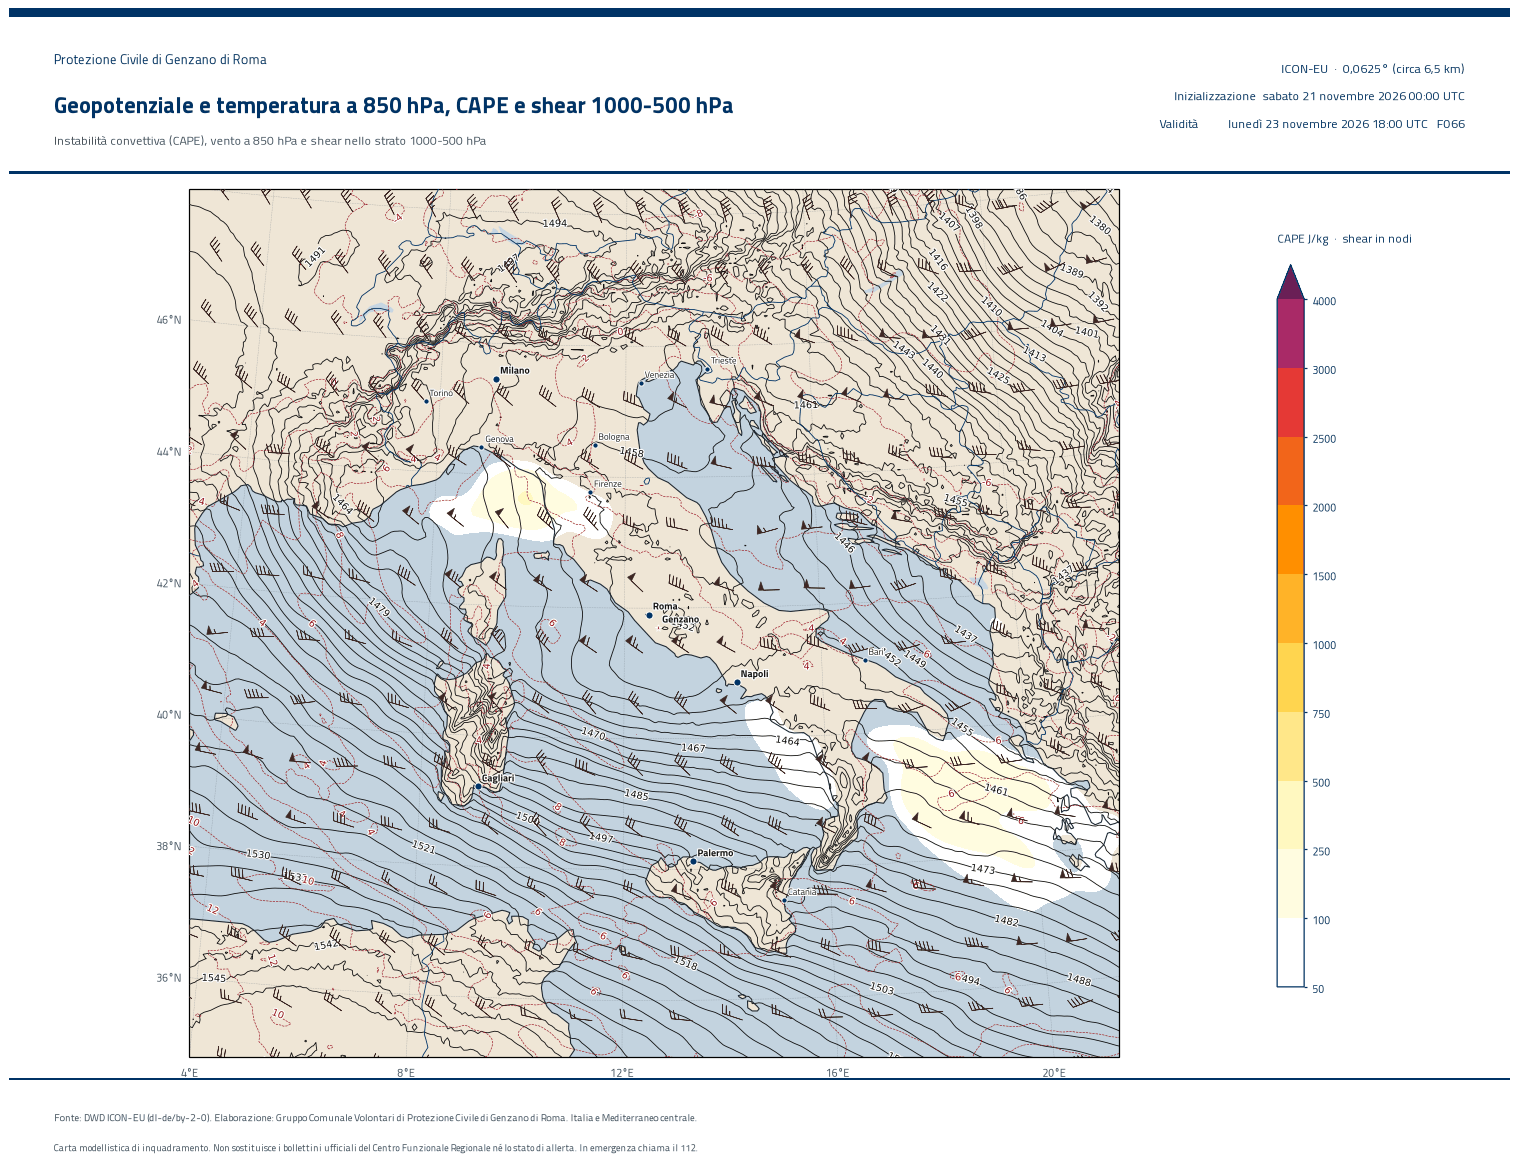 Protezione Civile di Genzano di Roma
Geopotenziale e temperatura a 850 hPa, CAPE e shear 1000-500 hPa
Instabilità convettiva (CAPE), vento a 850 hPa e shear nello strato 1000-500 hPa
ICON-EU · 0,0625° (circa 6,5 km)
Inizializzazione sabato 21 novembre 2026 00:00 UTC
Validità lunedì 23 novembre 2026 18:00 UTC F066
CAPE J/kg · shear in nodi
4000
3000
2500
2000
1500
1000
750
500
250
100
50
46°N
44°N
42°N
40°N
38°N
36°N
4°E
8°E
12°E
16°E
20°E
Milano
Torino
Venezia
Trieste
Genova
Bologna
Firenze
Roma
Genzano
Napoli
Bari
Cagliari
Palermo
Catania
1494
1491
1407
1398
1380
1416
1389
1422
1410
1392
1404
1401
1431
1443
1413
1440
1425
1461
1458
1464
1455
1446
1479
1437
1449
1452
1455
1470
1467
1464
1461
1485
1497
1521
1530
1473
1482
1542
1545
1518
1503
1494
1488
Fonte: DWD ICON-EU (dl-de/by-2-0). Elaborazione: Gruppo Comunale Volontari di Protezione Civile di Genzano di Roma. Italia e Mediterraneo centrale.
Carta modellistica di inquadramento. Non sostituisce i bollettini ufficiali del Centro Funzionale Regionale né lo stato di allerta. In emergenza chiama il 112.